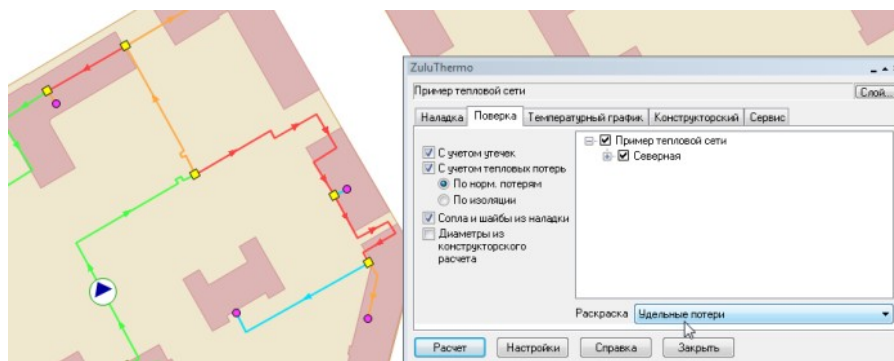 ZuluThermo
Пример тепловой сети
Слой...
Наладка Поверка Температурный график Конструкторский Сервис
С учетом утечек
С учетом тепловых потерь
По норм. потерям
По изоляции
Сопла и шайбы из наладки
Диаметры из
конструкторского
расчета
Пример тепловой сети
Северная
Раскраска Удельные потери
Расчет Настройки Справка Закрыть